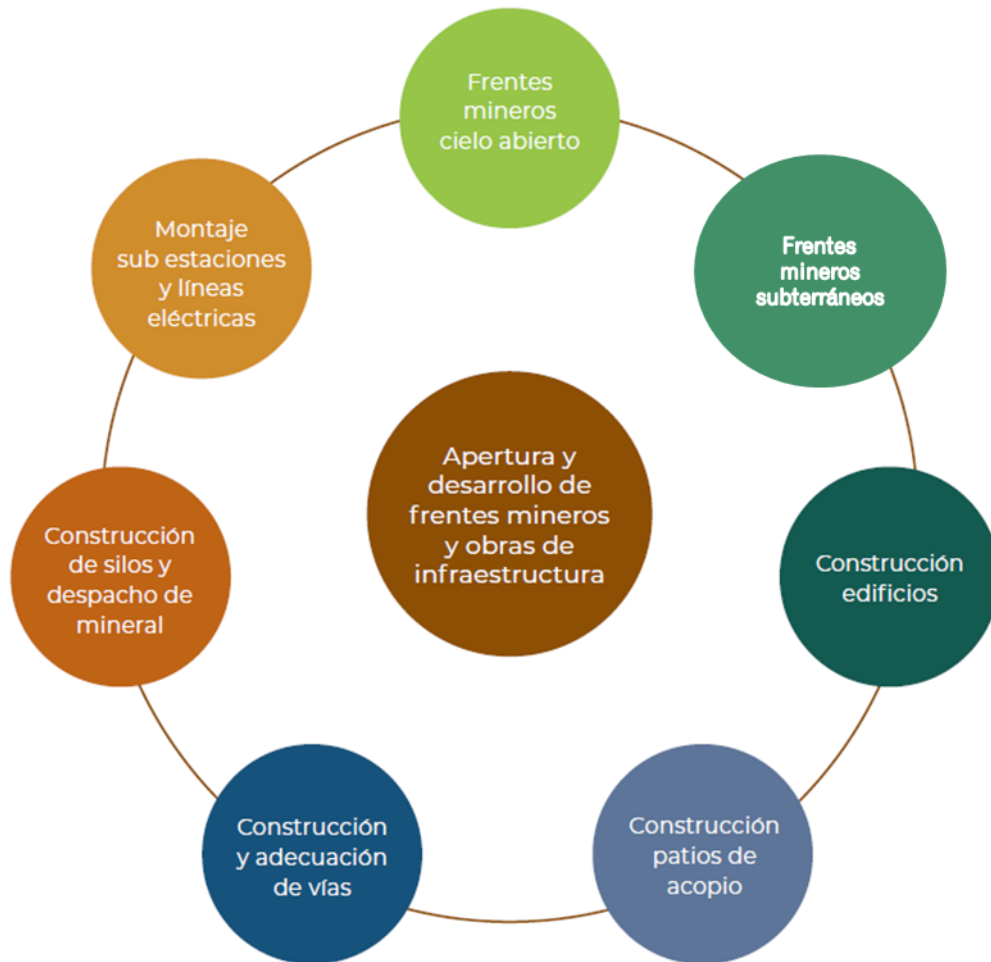 Frentes
mineros
cielo abierto
Frentes
mineros
subterráneos
Construcción
edificios
Construcción
patios de
acopio
Construcción
y adecuación
de vías
Construcción
de silos y
despacho de
mineral
Montaje
sub estaciones
y líneas
eléctricas
Apertura y
desarrollo de
frentes mineros
y obras de
infraestructura